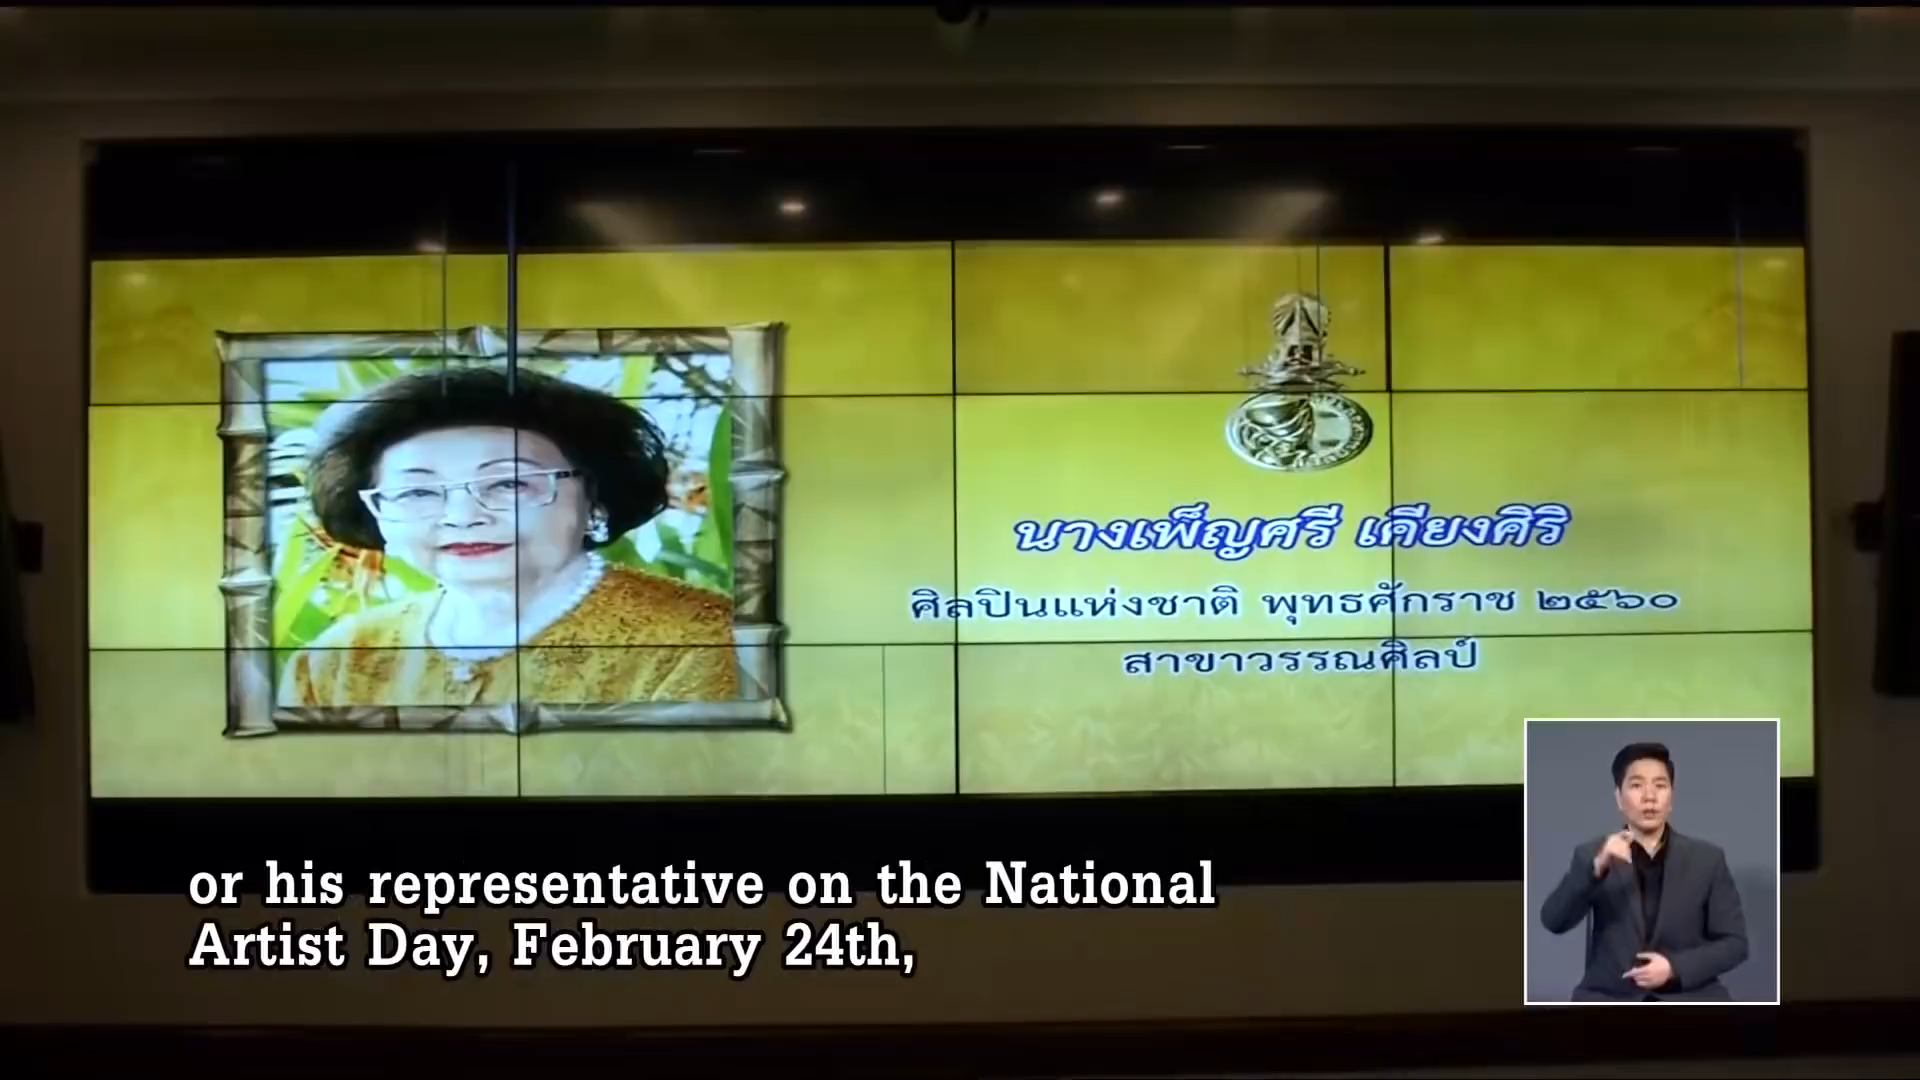 นางเพ็ญศรี เคียงศิริ
ศิลปินแห่งชาติ พุทธศักราช ๒๕๖๐
สาขาวรรณศิลป์
or his representative on the National
Artist Day, February 24th,